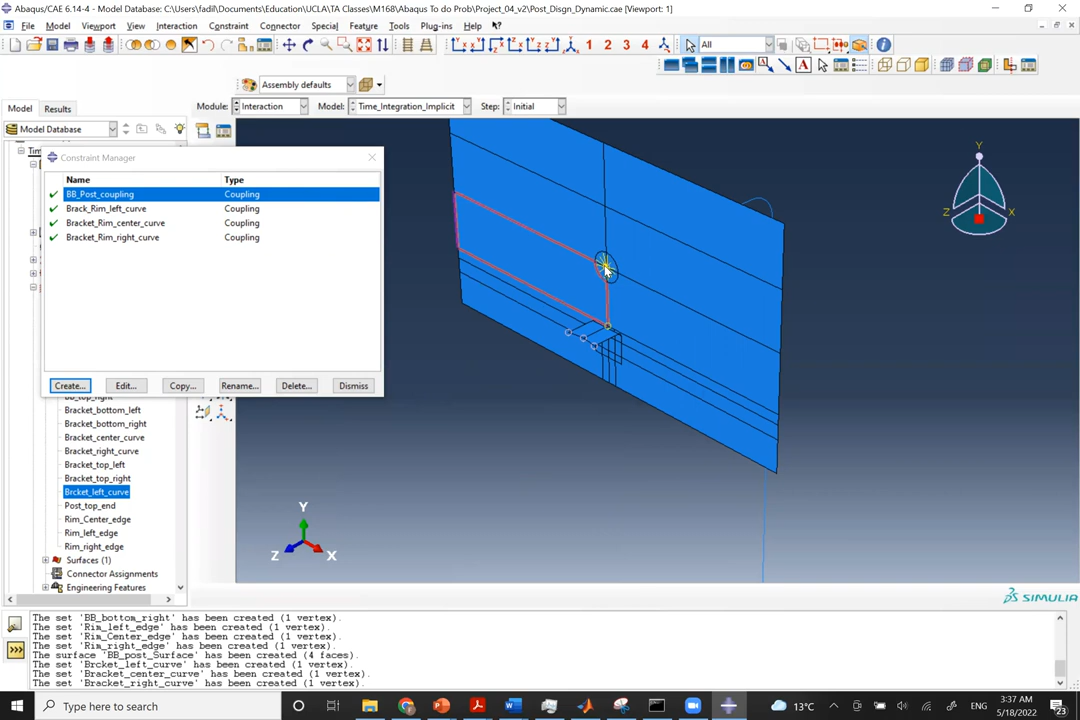 Abaqus/CAE 6.14-4 - Model Database: C:\Users\fadil\Documents\Education\UCLA\TA Classes\M168\Abaqus To do Prob\Project_04_v2\Post_Disgn_Dynamic.cae [Viewport: 1]
File Model Viewport View Interaction Constraint Connector Special Feature Tools Plug-ins Help
1 2 3 4 All
Assembly defaults
Model Results Module: Interaction Model: Time_Integration_Implicit Step: Initial
Model Database
Constraint Manager
Name Type
BB_Post_coupling Coupling
Brack_Rim_left_curve Coupling
Bracket_Rim_center_curve Coupling
Bracket_Rim_right_curve Coupling
Create... Edit... Copy... Rename... Delete... Dismiss
Bracket_bottom_left
Bracket_bottom_right
Bracket_center_curve
Bracket_right_curve
Bracket_top_left
Bracket_top_right
Brcket_left_curve
Post_top_end
Rim_Center_edge
Rim_left_edge
Rim_right_edge
Surfaces (1)
Connector Assignments
Engineering Features
Y
Z X
Y
Z X
SIMULIA
The set 'BB_bottom_right' has been created (1 vertex).
The set 'Rim_left_edge' has been created (1 vertex).
The set 'Rim_Center_edge' has been created (1 vertex).
The set 'Rim_right_edge' has been created (1 vertex).
The surface 'BB_post_Surface' has been created (4 faces).
The set 'Brcket_left_curve' has been created (1 vertex).
The set 'Bracket_center_curve' has been created (1 vertex).
The set 'Bracket_right_curve' has been created (1 vertex).
Type here to search
13°C
3:37 AM
5/18/2022
23